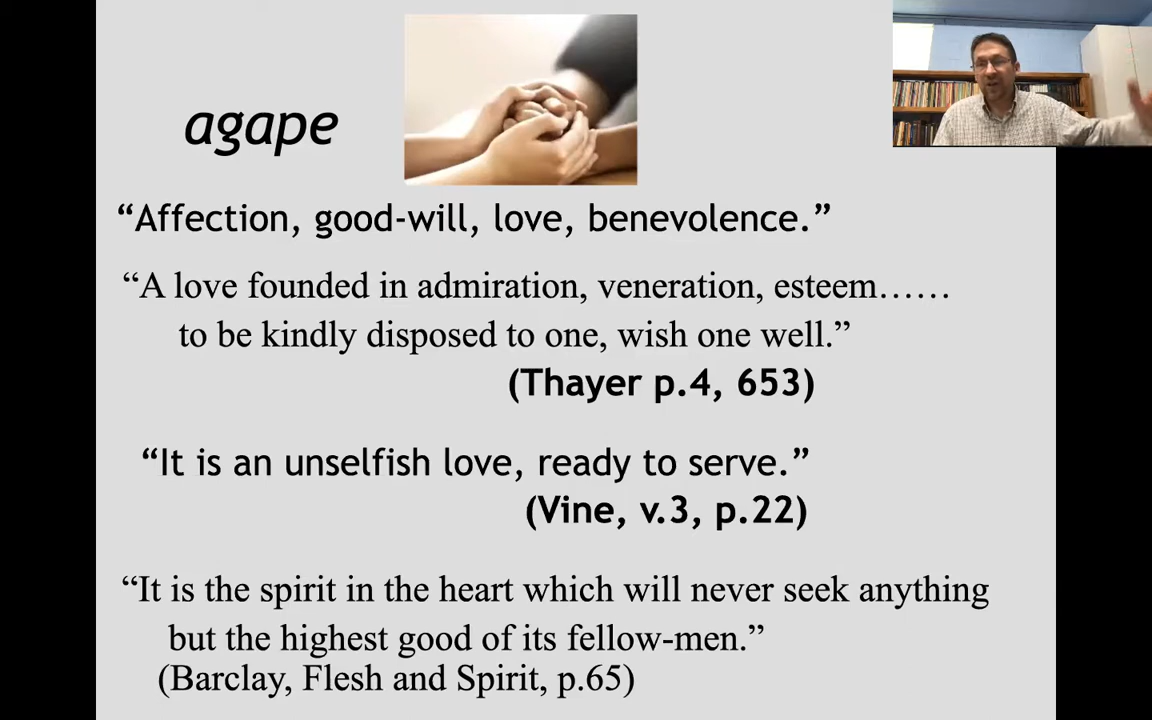 agape
“Affection, good-will, love, benevolence.”
“A love founded in admiration, veneration, esteem……
to be kindly disposed to one, wish one well.”
(Thayer p.4, 653)
“It is an unselfish love, ready to serve.”
(Vine, v.3, p.22)
“It is the spirit in the heart which will never seek anything
but the highest good of its fellow-men.”
(Barclay, Flesh and Spirit, p.65)